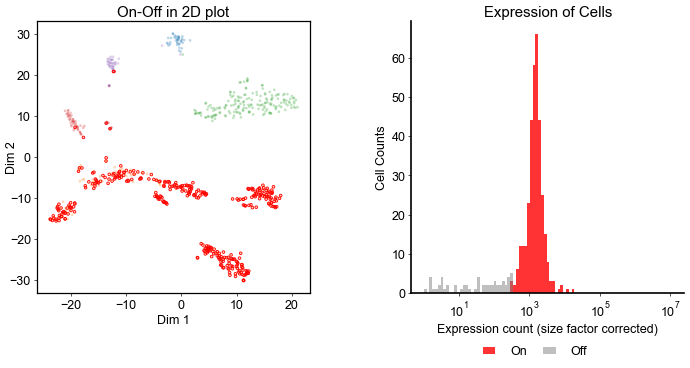 On-Off in 2D plot
30
20
10
0
−10
−20
−30
Dim 2
−20
−10
0
10
20
Dim 1
Expression of Cells
60
50
40
30
20
10
0
Cell Counts
10^1
10^3
10^5
10^7
Expression count (size factor corrected)
On
Off